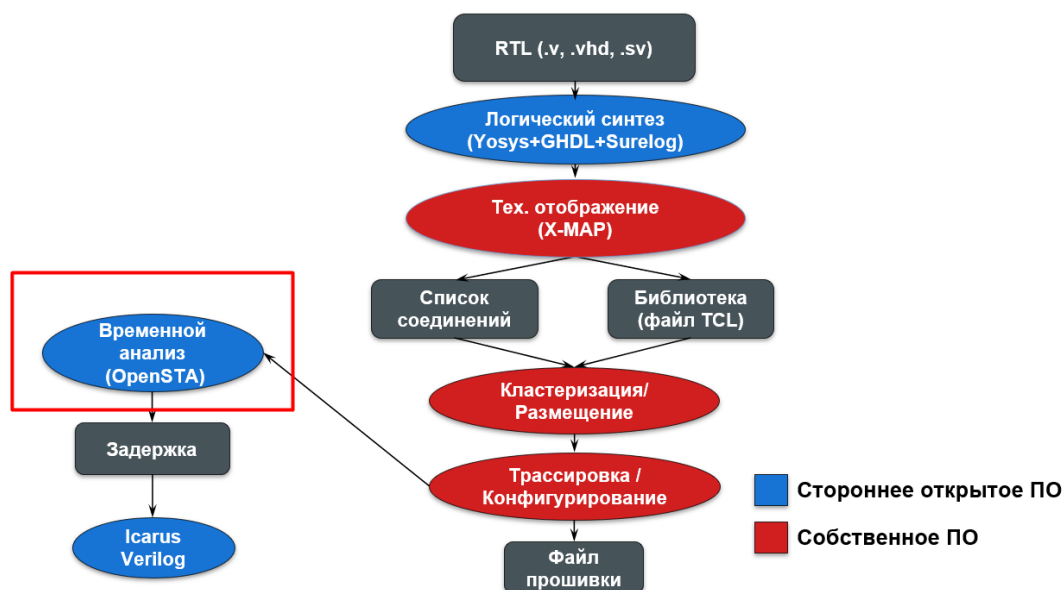 RTL (.v, .vhd, .sv)
Логический синтез
(Yosys+GHDL+Surelog)
Тех. отображение
(X-MAP)
Список
соединений
Библиотека
(файл TCL)
Временной
анализ
(OpenSTA)
Кластеризация/
Размещение
Задержка
Трассировка /
Конфигурирование
Icarus
Verilog
Файл
прошивки
Стороннее открытое ПО
Собственное ПО